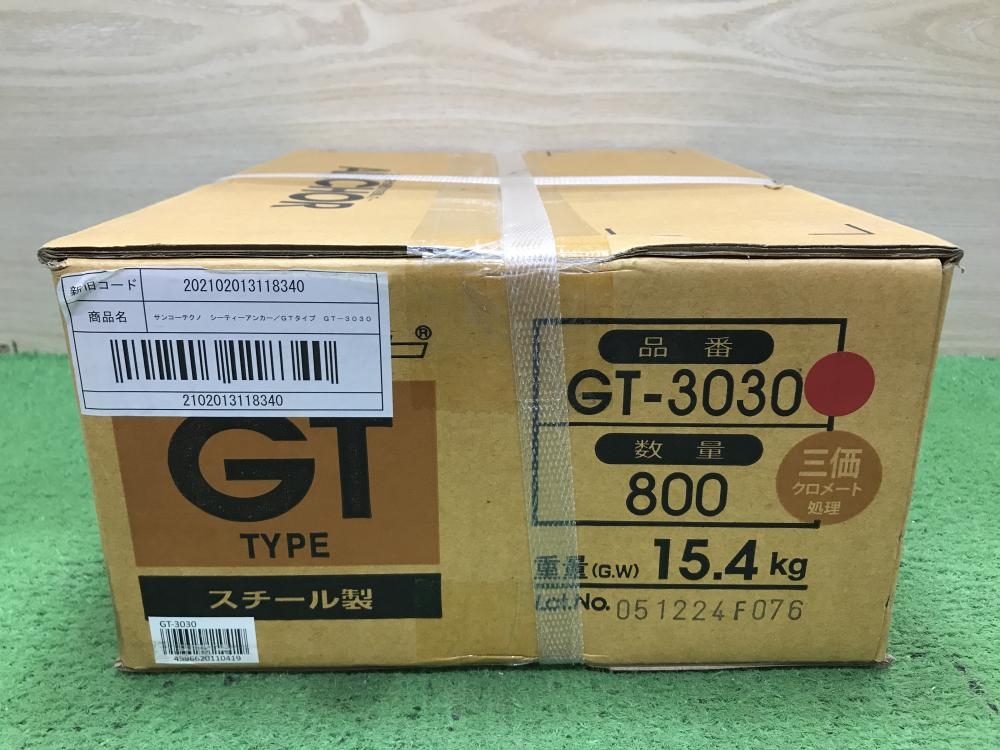 新旧コード 202102013118340
商品名 サンコーテクノ シーティーアンカー/GTタイプ GT-3030
2102013118340
®
GT
TYPE
スチール製
GT-3030
4986620110419
品番
GT-3030
数量
800
三価
クロメート
処理
重量(G.W) 15.4kg
Lot.No. 051224F076